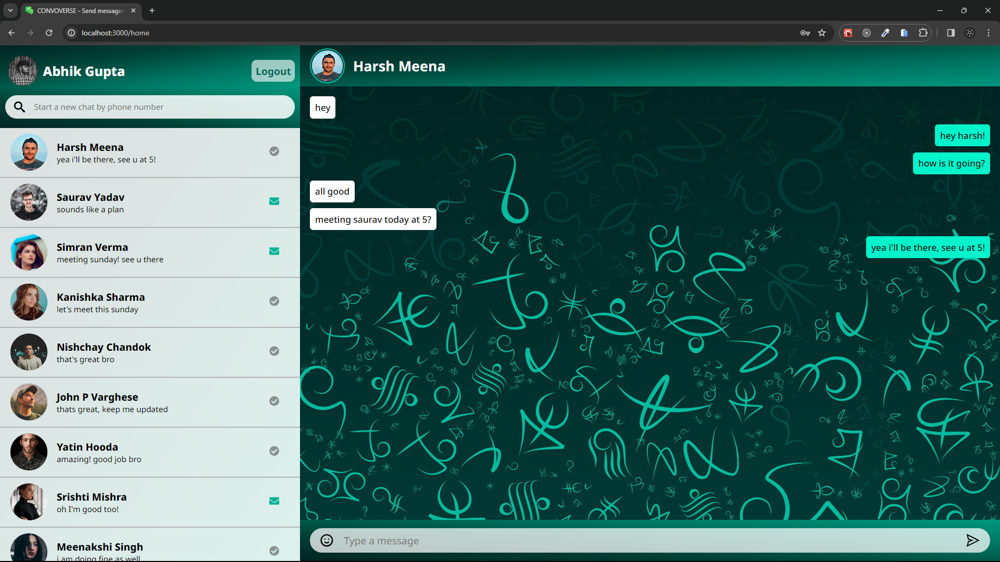 CONVOVERSE - Send messages
localhost:3000/home
Abhik Gupta
Logout
Start a new chat by phone number
Harsh Meena
yea i'll be there, see u at 5!
Saurav Yadav
sounds like a plan
Simran Verma
meeting sunday! see u there
Kanishka Sharma
let's meet this sunday
Nishchay Chandok
that's great bro
John P Varghese
thats great, keep me updated
Yatin Hooda
amazing! good job bro
Srishti Mishra
oh I'm good too!
Meenakshi Singh
i am doing fine as well
Harsh Meena
hey
hey harsh!
how is it going?
all good
meeting saurav today at 5?
yea i'll be there, see u at 5!
Type a message